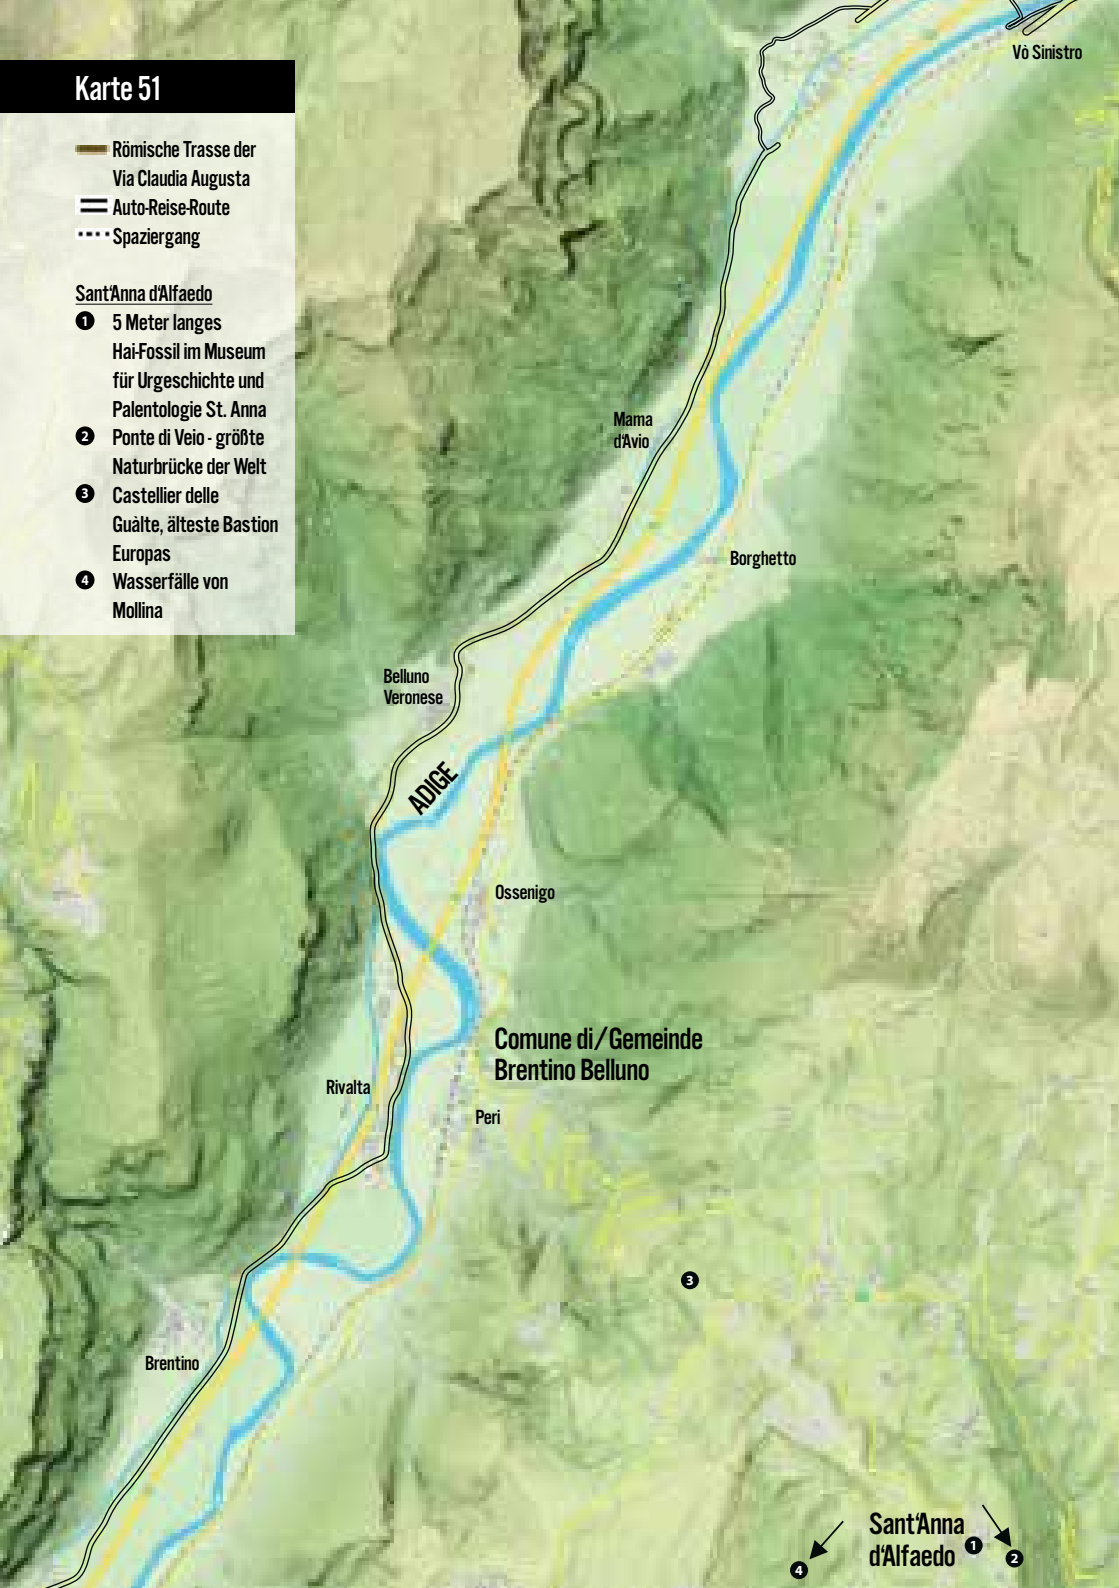 Karte 51
Römische Trasse der
Via Claudia Augusta
Auto-Reise-Route
Spaziergang
Sant'Anna d'Alfaedo
1 5 Meter langes
Hai-Fossil im Museum
für Urgeschichte und
Palentologie St. Anna
2 Ponte di Veio - größte
Naturbrücke der Welt
3 Castellier delle
Guàlte, älteste Bastion
Europas
4 Wasserfälle von
Mollina
Vò Sinistro
Mama
d'Avio
Borghetto
Belluno
Veronese
ADIGE
Ossenigo
Comune di/Gemeinde
Brentino Belluno
Rivalta
Peri
3
Brentino
Sant'Anna
d'Alfaedo
1
2
4